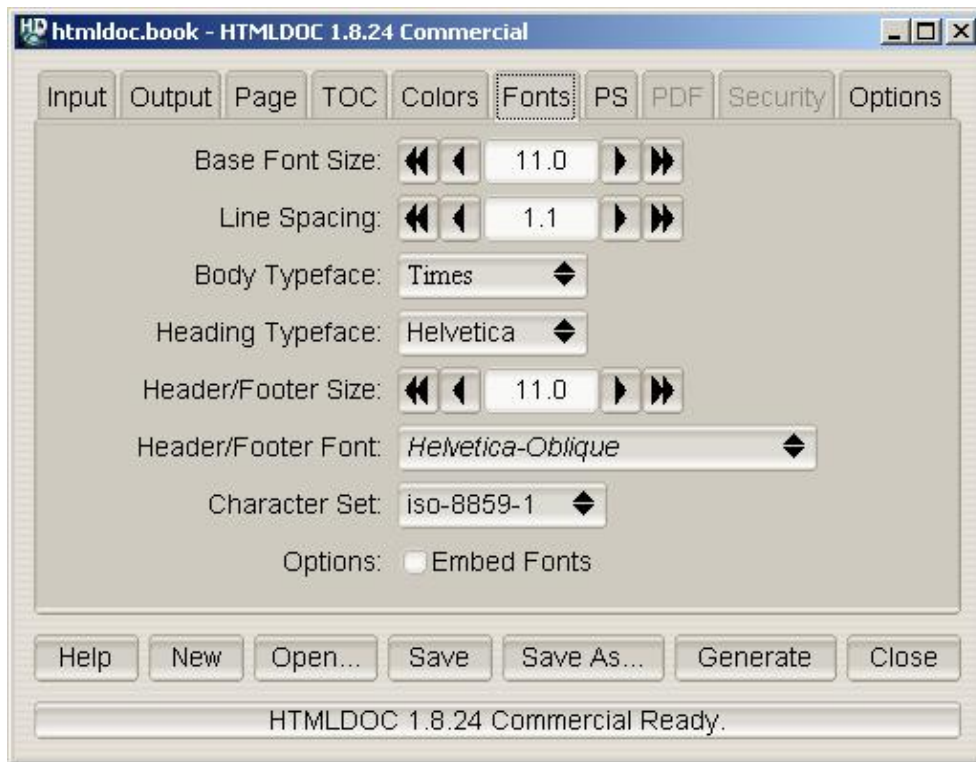 htmldoc.book - HTMLDOC 1.8.24 Commercial
Input Output Page TOC Colors Fonts PS PDF Security Options
Base Font Size: 11.0
Line Spacing: 1.1
Body Typeface: Times
Heading Typeface: Helvetica
Header/Footer Size: 11.0
Header/Footer Font: Helvetica-Oblique
Character Set: iso-8859-1
Options: Embed Fonts
Help New Open... Save Save As... Generate Close
HTMLDOC 1.8.24 Commercial Ready.